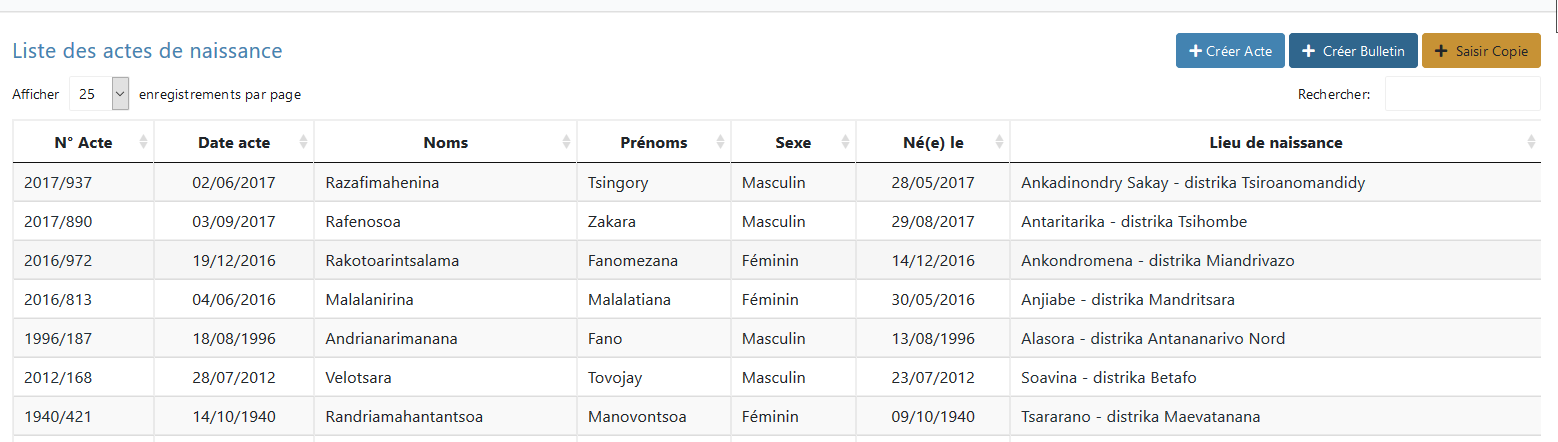 Liste des actes de naissance
Créer Acte Créer Bulletin Saisir Copie
Afficher 25 enregistrements par page Rechercher:
N° Acte Date acte Noms Prénoms Sexe Né(e) le Lieu de naissance
2017/937 02/06/2017 Razafimahenina Tsingory Masculin 28/05/2017 Ankadinondry Sakay - distrika Tsiroanomandidy
2017/890 03/09/2017 Rafenosoa Zakara Masculin 29/08/2017 Antaritarika - distrika Tsihombe
2016/972 19/12/2016 Rakotoarintsalama Fanomezana Féminin 14/12/2016 Ankondromena - distrika Miandrivazo
2016/813 04/06/2016 Malalanirina Malalatiana Féminin 30/05/2016 Anjiabe - distrika Mandritsara
1996/187 18/08/1996 Andrianarimanana Fano Masculin 13/08/1996 Alasora - distrika Antananarivo Nord
2012/168 28/07/2012 Velotsara Tovojay Masculin 23/07/2012 Soavina - distrika Betafo
1940/421 14/10/1940 Randriamahantantsoa Manovontsoa Féminin 09/10/1940 Tsararano - distrika Maevatanana